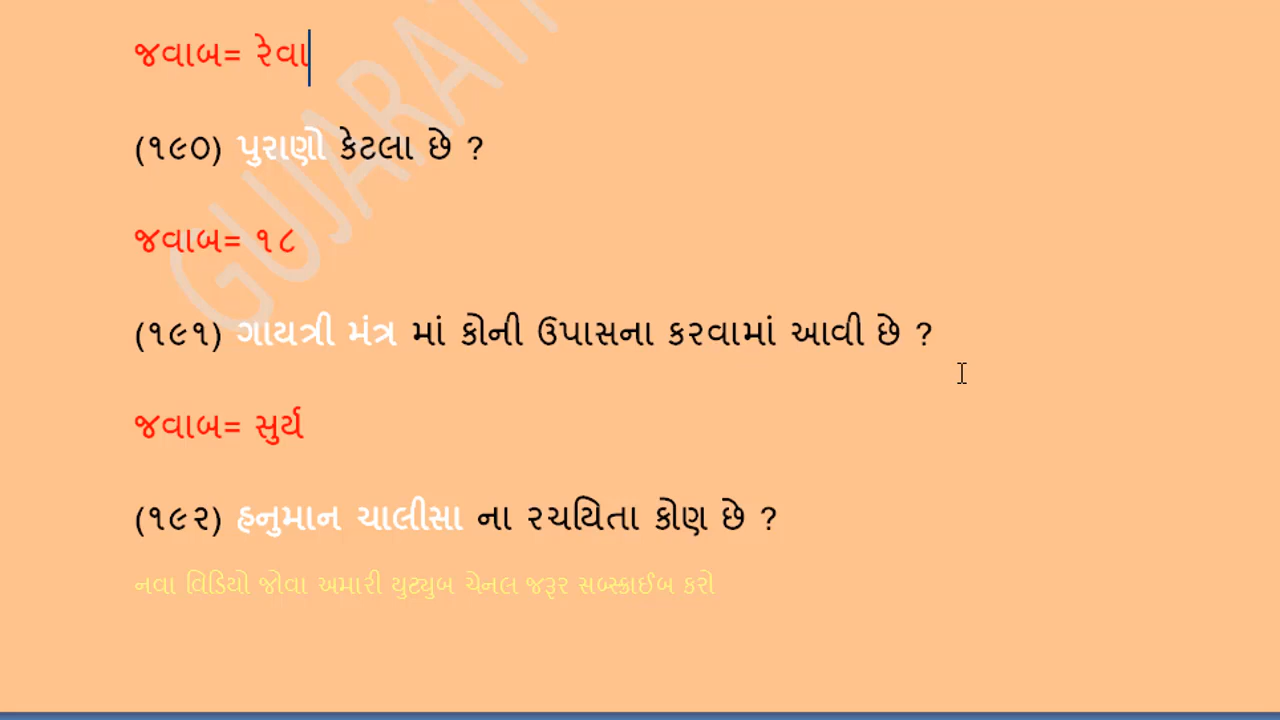 જવાબ= રેવા
(૧૯૦) પુરાણો કેટલા છે ?
જવાબ= ૧૮
(૧૯૧) ગાયત્રી મંત્ર માં કોની ઉપાસના કરવામાં આવી છે ?
જવાબ= સુર્ય
(૧૯૨) હનુમાન ચાલીસા ના રચયિતા કોણ છે ?
નવા વિડિયો જોવા અમારી યુટ્યુબ ચેનલ જરૂર સબ્સ્ક્રાઈબ કરો
GUJARATI